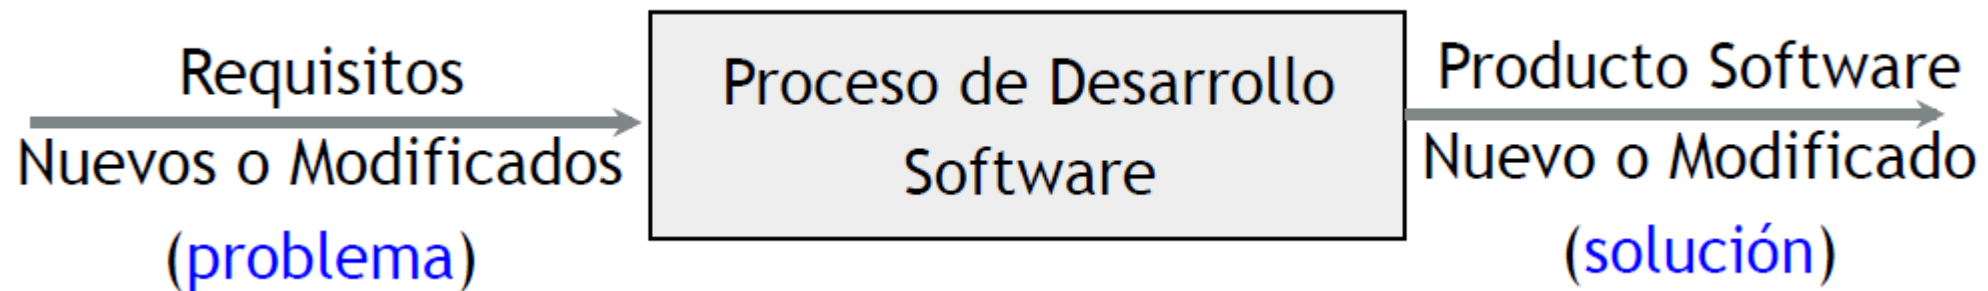 Requisitos
Nuevos o Modificados
(problema)
Proceso de Desarrollo
Software
Producto Software
Nuevo o Modificado
(solución)